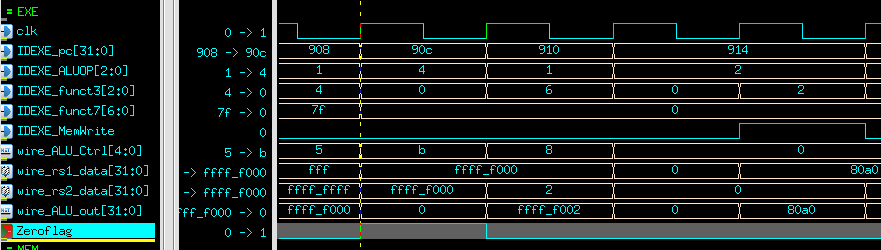 = EXE
clk 0 -> 1
IDEXE_pc[31:0] 908 -> 90c 908 90c 910 914
IDEXE_ALUOP[2:0] 1 -> 4 1 4 1 2
IDEXE_funct3[2:0] 4 -> 0 4 0 6 0 2
IDEXE_funct7[6:0] 7f -> 0 7f 0
IDEXE_MemWrite 0
wire_ALU_Ctrl[4:0] 5 -> b 5 b 8 0
wire_rs1_data[31:0] -> ffff_f000 fff ffff_f000 0 80a0
wire_rs2_data[31:0] -> ffff_f000 ffff_ffff ffff_f000 2 0
wire_ALU_out[31:0] fff_f000 -> 0 ffff_f000 0 ffff_f002 0 80a0
Zeroflag 0 -> 1